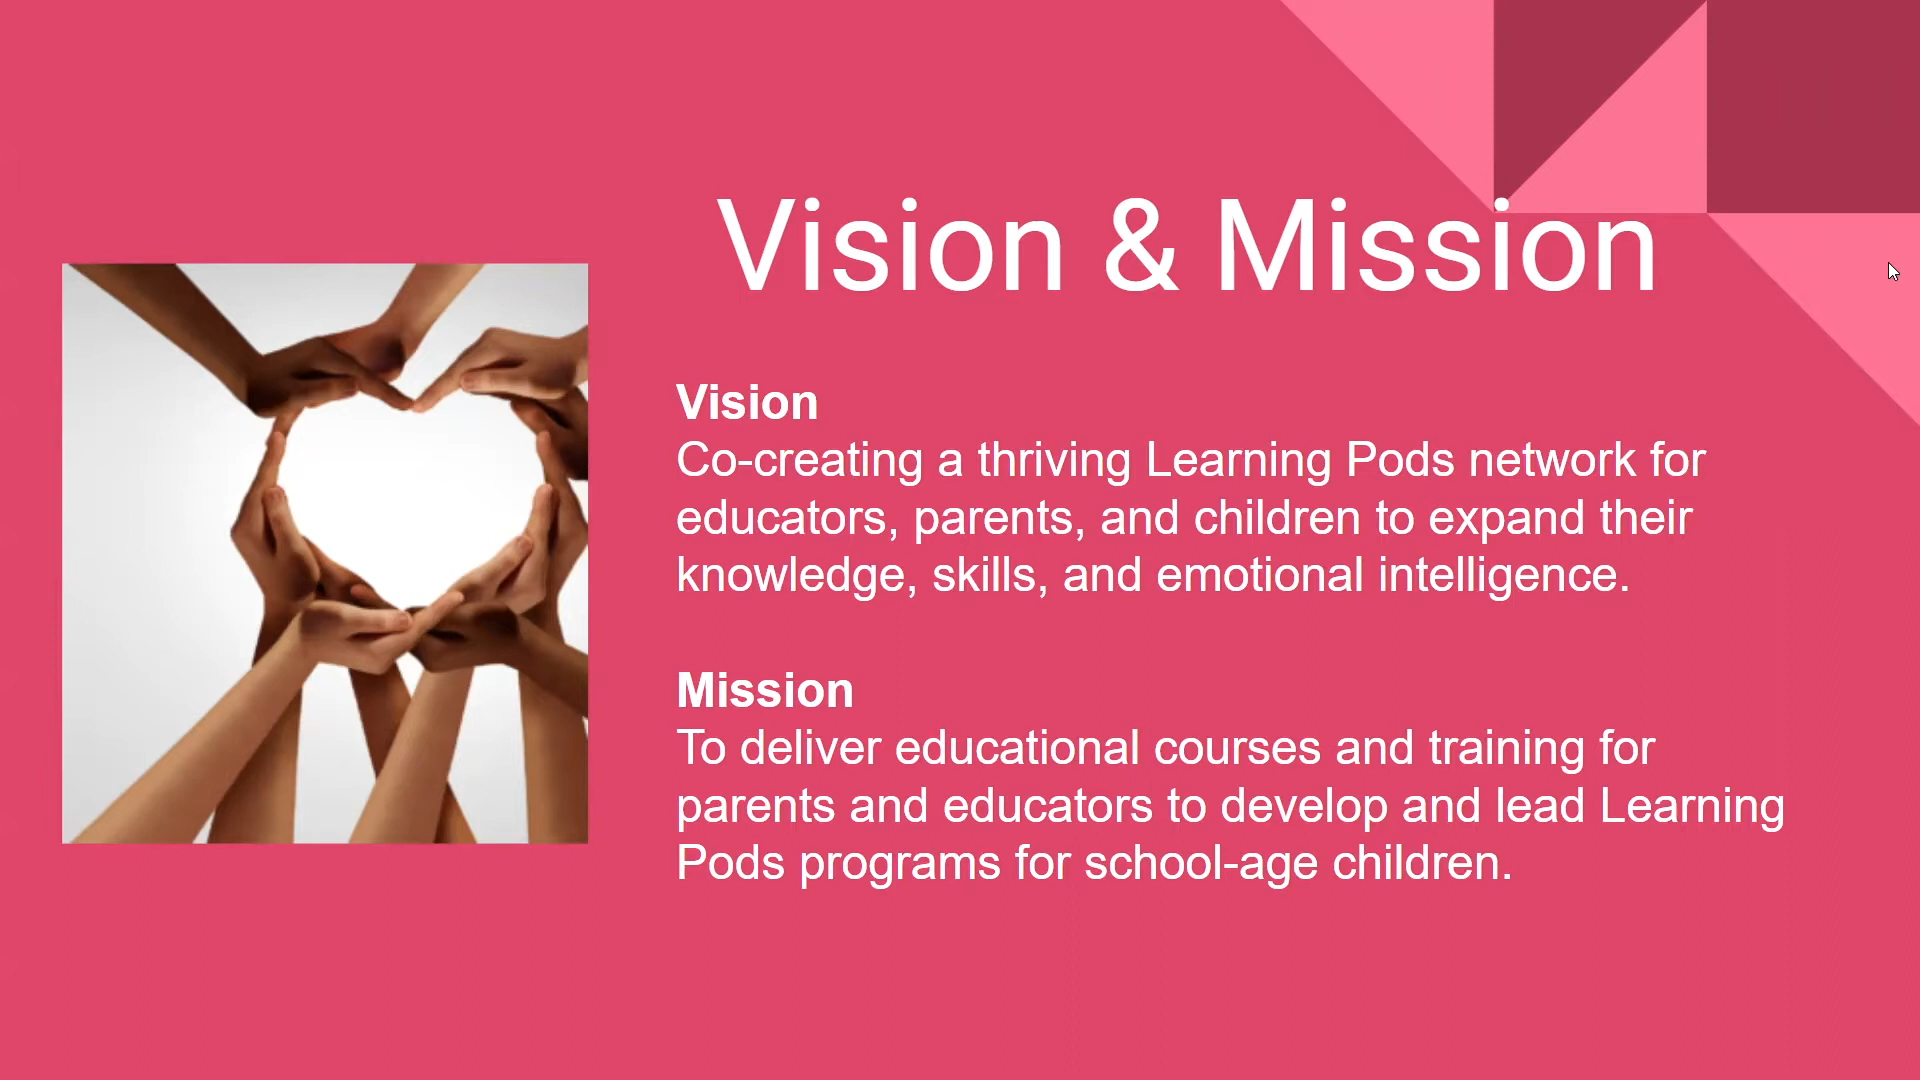 Vision & Mission
Vision
Co-creating a thriving Learning Pods network for
educators, parents, and children to expand their
knowledge, skills, and emotional intelligence.
Mission
To deliver educational courses and training for
parents and educators to develop and lead Learning
Pods programs for school-age children.